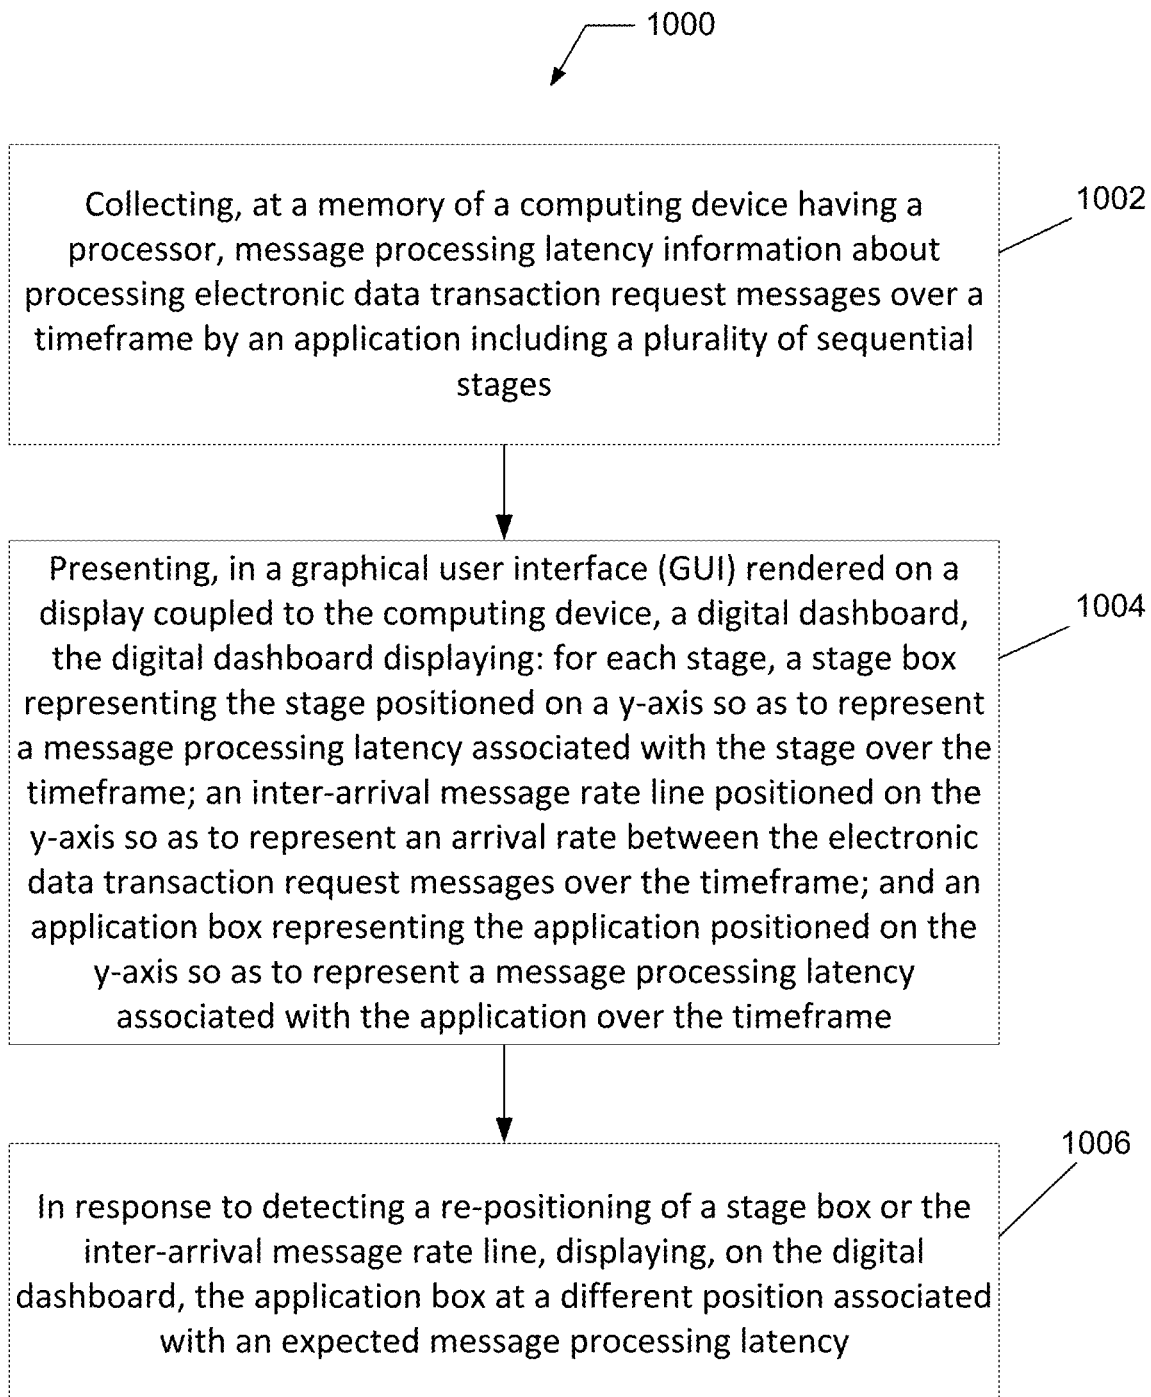 1000
Collecting, at a memory of a computing device having a
processor, message processing latency information about
processing electronic data transaction request messages over a
timeframe by an application including a plurality of sequential
stages
1002
Presenting, in a graphical user interface (GUI) rendered on a
display coupled to the computing device, a digital dashboard,
the digital dashboard displaying: for each stage, a stage box
representing the stage positioned on a y-axis so as to represent
a message processing latency associated with the stage over the
timeframe; an inter-arrival message rate line positioned on the
y-axis so as to represent an arrival rate between the electronic
data transaction request messages over the timeframe; and an
application box representing the application positioned on the
y-axis so as to represent a message processing latency
associated with the application over the timeframe
1004
In response to detecting a re-positioning of a stage box or the
inter-arrival message rate line, displaying, on the digital
dashboard, the application box at a different position associated
with an expected message processing latency
1006